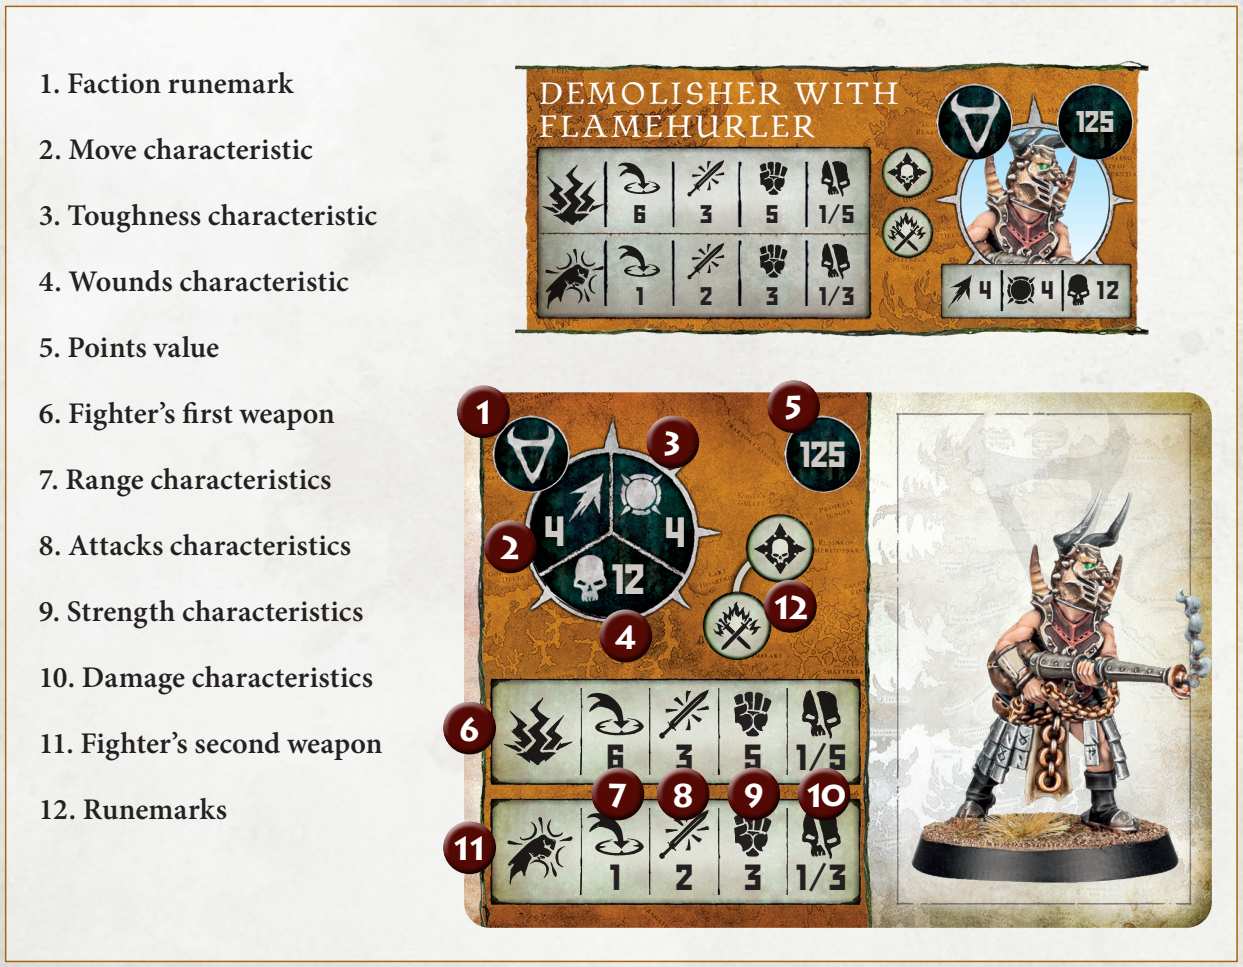 1. Faction runemark
2. Move characteristic
3. Toughness characteristic
4. Wounds characteristic
5. Points value
6. Fighter’s first weapon
7. Range characteristics
8. Attacks characteristics
9. Strength characteristics
10. Damage characteristics
11. Fighter’s second weapon
12. Runemarks
DEMOLISHER WITH
FLAMEHURLER
125
6 3 5 1/5
1 2 3 1/3
4 4 12
1
5
3
125
4 4
2
12
12
4
6
6 3 5 1/5
7 8 9 10
11
1 2 3 1/3